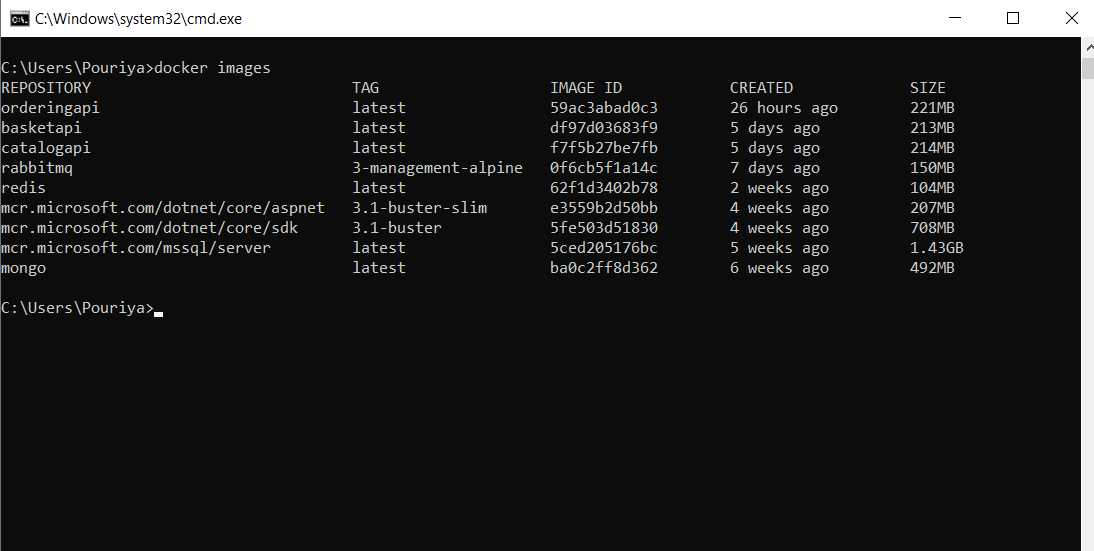 C:\Windows\system32\cmd.exe
C:\Users\Pouriya>docker images
REPOSITORY TAG IMAGE ID CREATED SIZE
orderingapi latest 59ac3abad0c3 26 hours ago 221MB
basketapi latest df97d03683f9 5 days ago 213MB
catalogapi latest f7f5b27be7fb 5 days ago 214MB
rabbitmq 3-management-alpine 0f6cb5f1a14c 7 days ago 150MB
redis latest 62f1d3402b78 2 weeks ago 104MB
mcr.microsoft.com/dotnet/core/aspnet 3.1-buster-slim e3559b2d50bb 4 weeks ago 207MB
mcr.microsoft.com/dotnet/core/sdk 3.1-buster 5fe503d51830 4 weeks ago 708MB
mcr.microsoft.com/mssql/server latest 5ced205176bc 5 weeks ago 1.43GB
mongo latest ba0c2ff8d362 6 weeks ago 492MB
C:\Users\Pouriya>